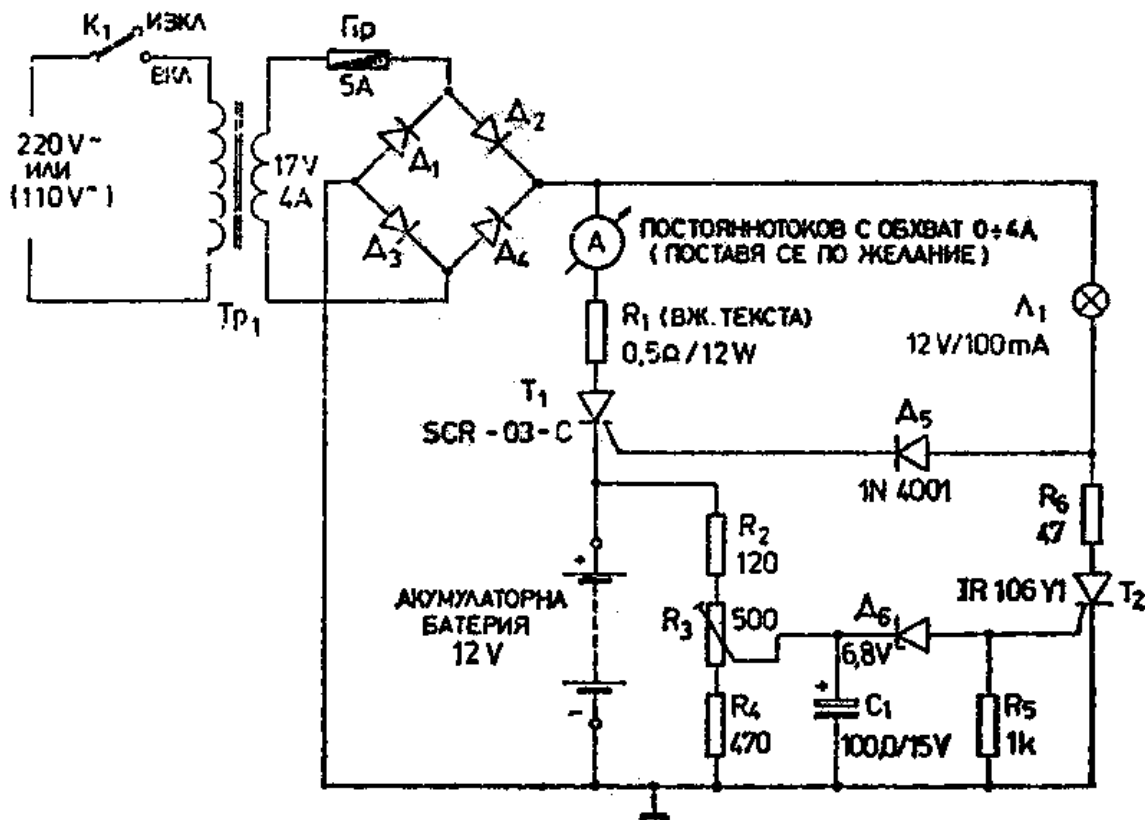 K₁
ИЗКЛ
ВКЛ
220V~
ИЛИ
(110V~)
Тр₁
17V
4A
Пр
5A
Д₁
Д₂
Д₃
Д₄
A
ПОСТОЯННОТОКОВ С ОБХВАТ 0÷4A,
(ПОСТАВЯ СЕ ПО ЖЕЛАНИЕ)
R₁ (ВЖ. ТЕКСТА)
0,5Ω/12W
Λ₁
12V/100mA
T₁
SCR-03-C
Д₅
1N 4001
R₂
120
R₆
47
АКУМУЛАТОРНА
БАТЕРИЯ
12V
+
-
R₃
500
Д₆
6,8V
IR 106 Y1
T₂
R₄
470
+
C₁
100,0/15V
R₅
1k